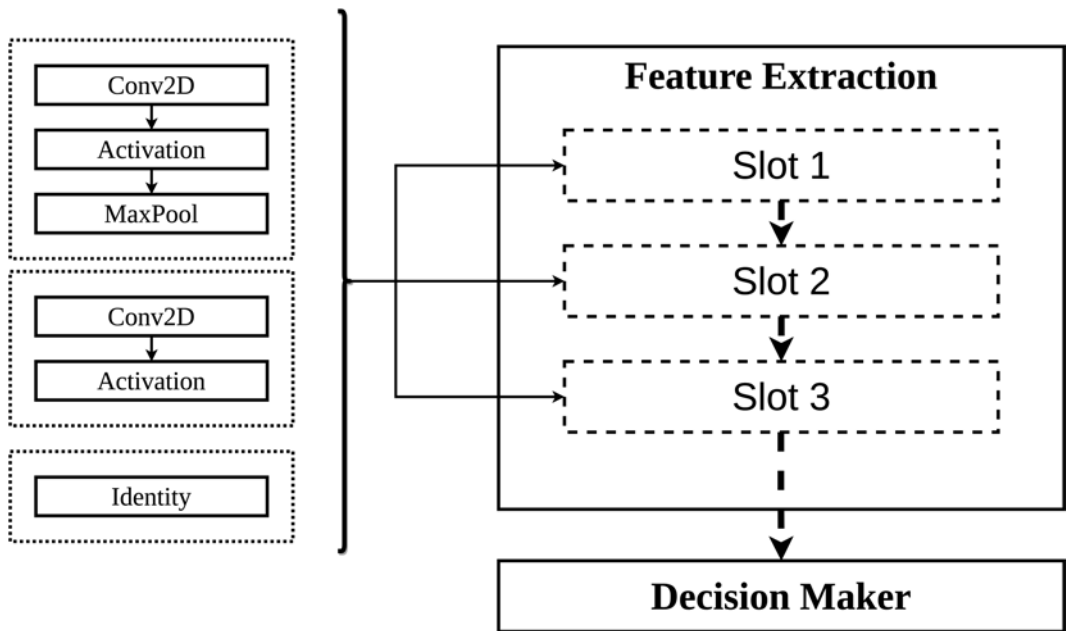 Conv2D
Activation
MaxPool
Conv2D
Activation
Identity
Feature Extraction
Slot 1
Slot 2
Slot 3
Decision Maker